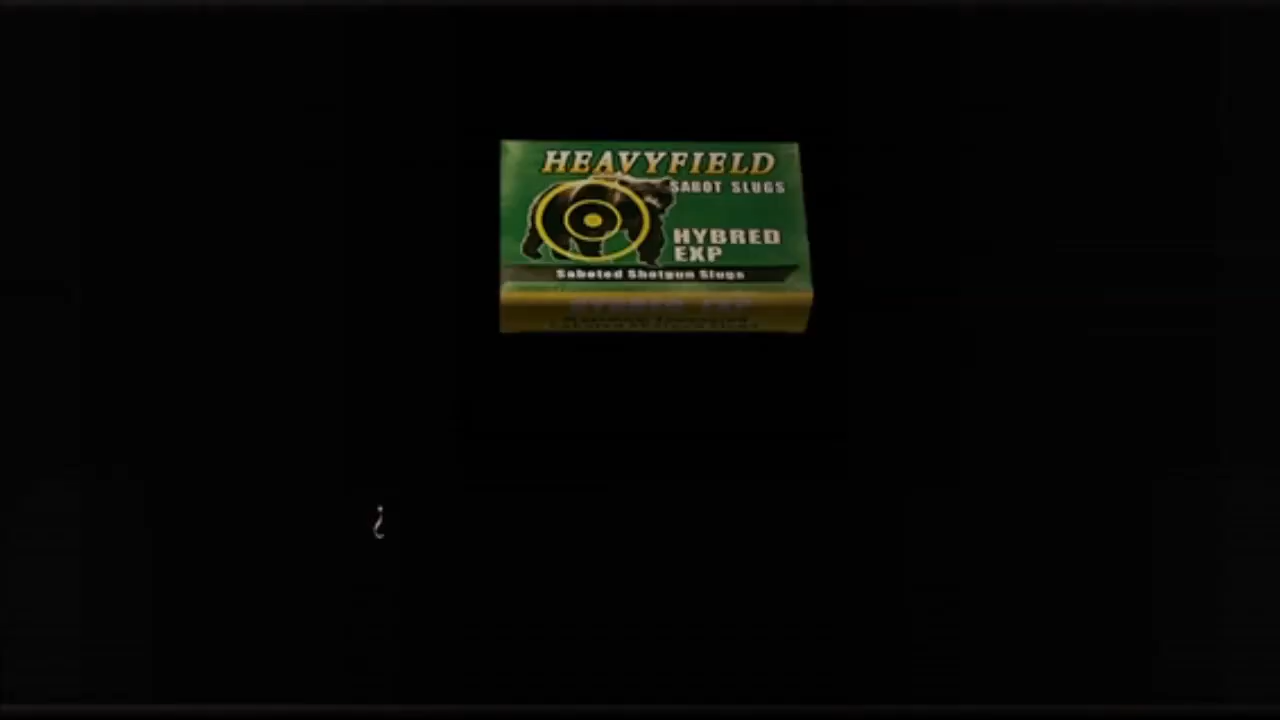 HEAVYFIELD
SABOT SLUGS
HYBRED
EXP
Saboted Shotgun Slugs
¿